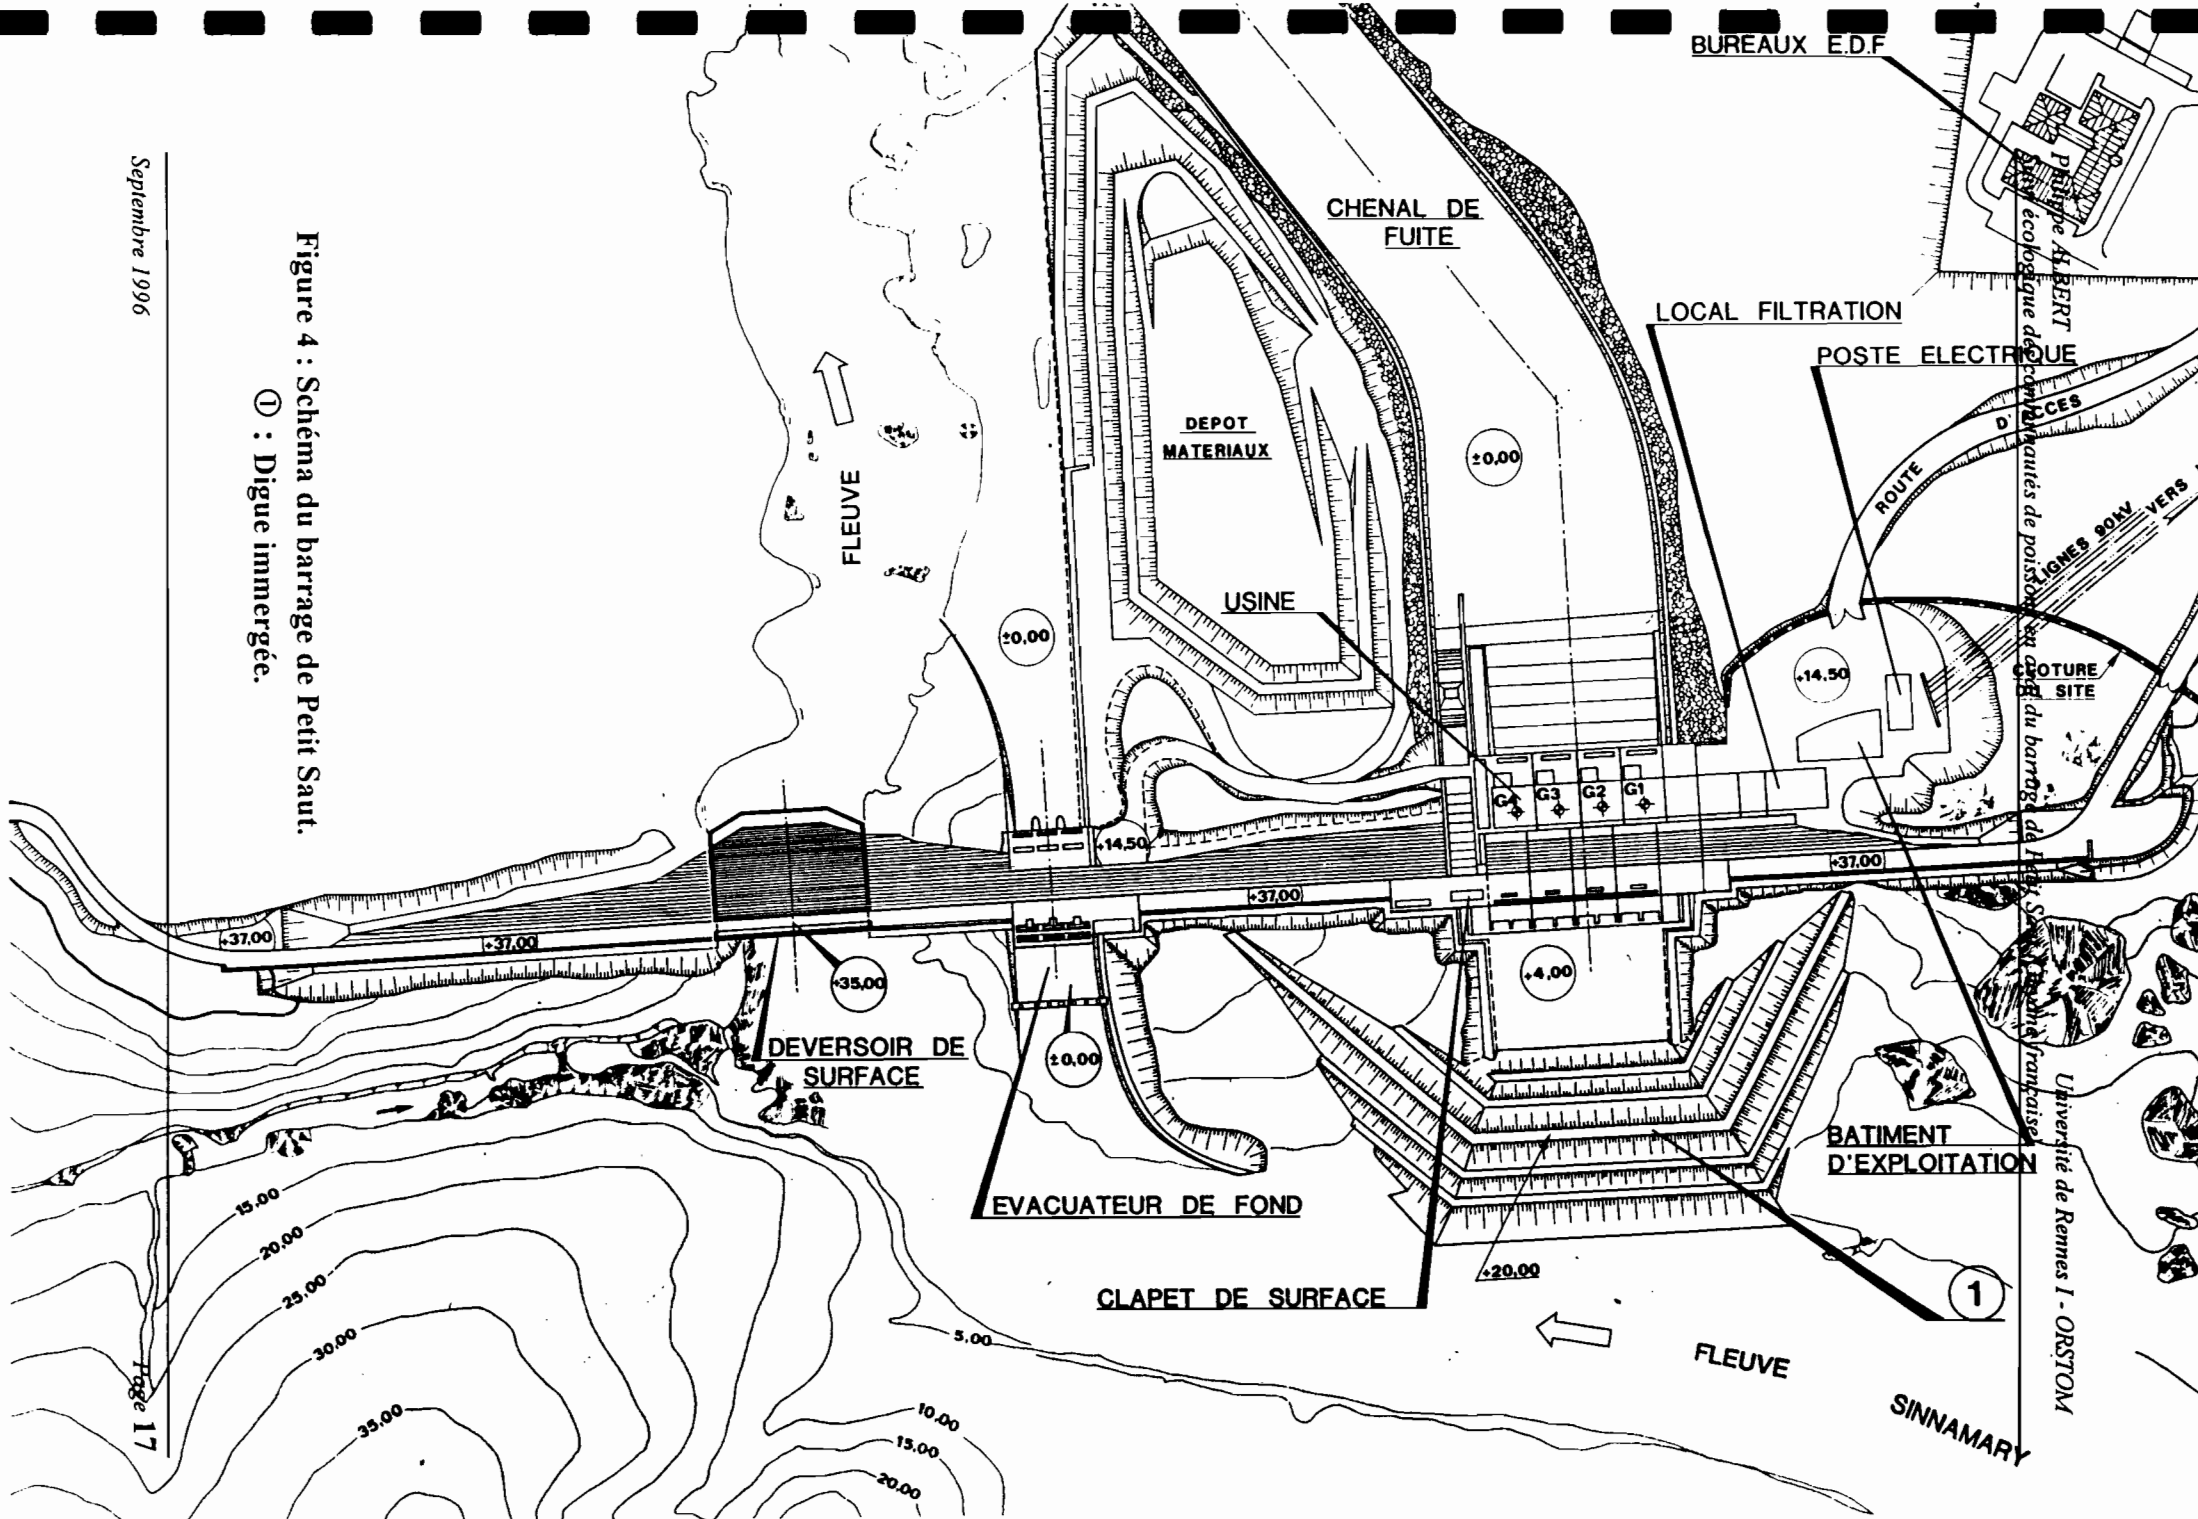 BUREAUX E.D.F
Philippe ALBERT
Université de Rennes I - ORSTOM
CHENAL DE
FUITE
LOCAL FILTRATION
POSTE ELECTRIQUE
ROUTE
D'ACCES
LIGNES 90kV VERS
CLOTURE
SITE
DEPOT
MATERIAUX
±0,00
FLEUVE
±0,00
USINE
+14,50
G4
G3
G2
G1
+14,50
+37,00
+37,00
+37,00
+37,00
+35,00
+4,00
DEVERSOIR DE
SURFACE
±0,00
EVACUATEUR DE FOND
CLAPET DE SURFACE
BATIMENT
D'EXPLOITATION
+20,00
1
FLEUVE
SINNAMARY
15,00
20,00
25,00
30,00
35,00
5,00
10,00
15,00
20,00
Figure 4 : Schéma du barrage de Petit Saut.
① : Digue immergée.
Septembre 1996
Page 17